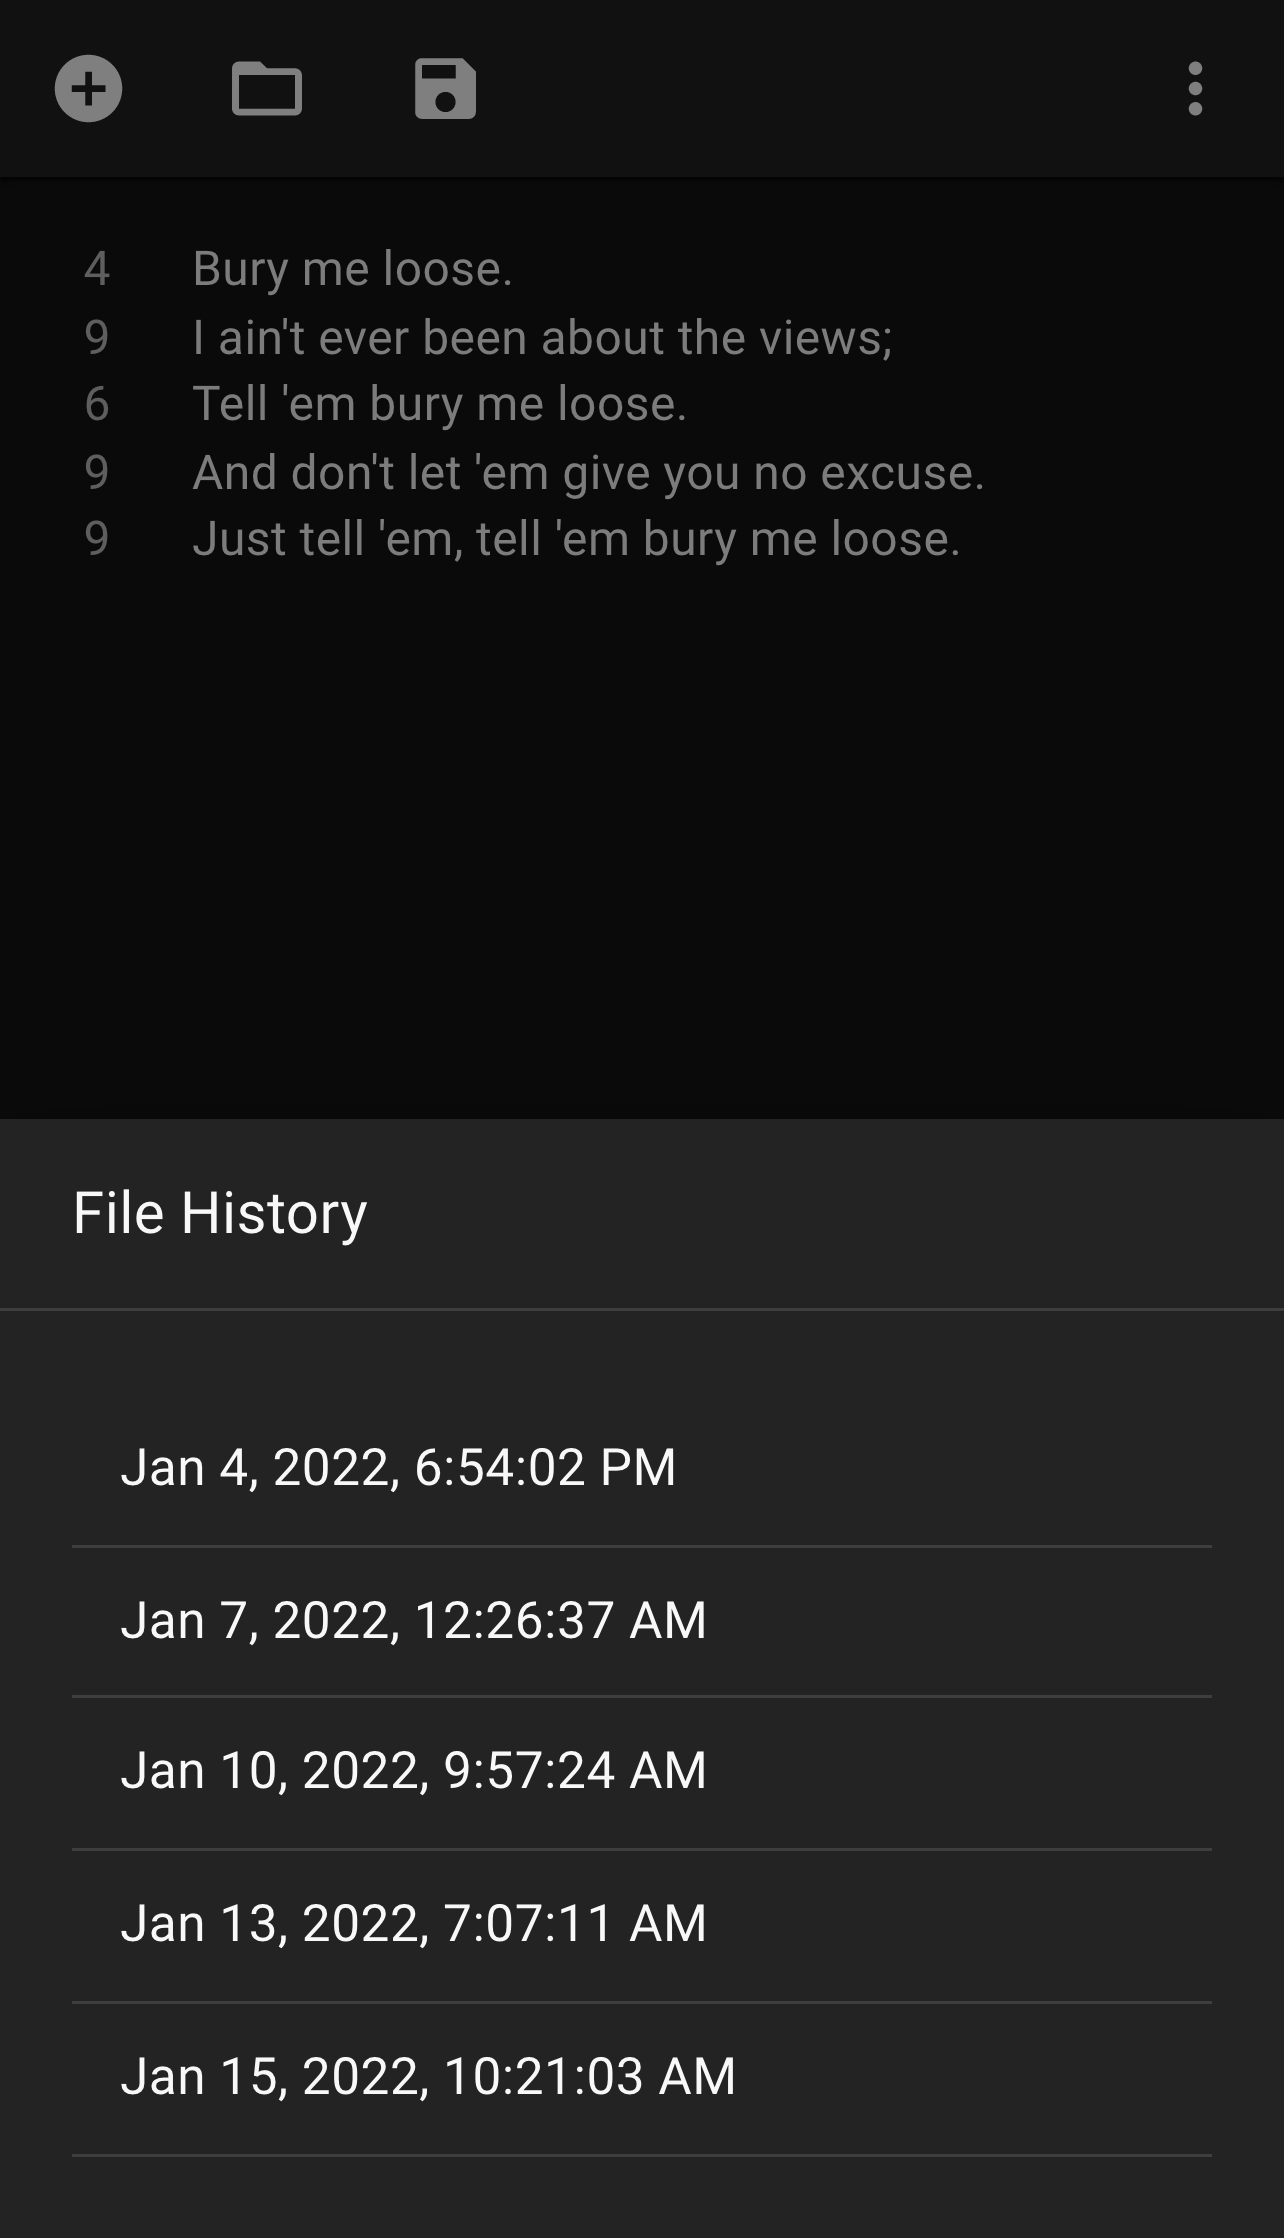 4 Bury me loose.
9 I ain't ever been about the views;
6 Tell 'em bury me loose.
9 And don't let 'em give you no excuse.
9 Just tell 'em, tell 'em bury me loose.
File History
Jan 4, 2022, 6:54:02 PM
Jan 7, 2022, 12:26:37 AM
Jan 10, 2022, 9:57:24 AM
Jan 13, 2022, 7:07:11 AM
Jan 15, 2022, 10:21:03 AM